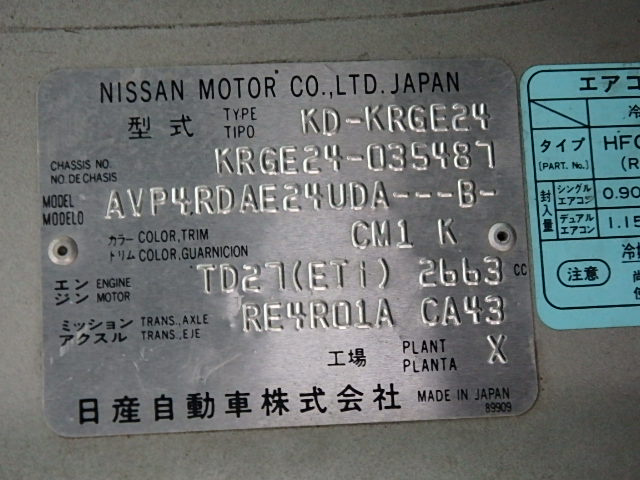 NISSAN MOTOR CO.,LTD. JAPAN
型式 TYPE TIPO KD-KRGE24
CHASSIS NO. NO.DE CHASIS KRGE24-035487
MODEL MODELO AVP4RDAE24UDA---B-
カラー COLOR,TRIM
トリム COLOR,GUARNICION CM1 K
エンジン ENGINE MOTOR TD27(ETi) 2663 CC
ミッション TRANS.,AXLE
アクスル TRANS.,EJE RE4R01A CA43
工場 PLANT PLANTA X
日産自動車株式会社 MADE IN JAPAN
89909
エアコ
冷
タイプ HFC
(PART. No.) (R
封入量 シングルエアコン 0.90
デュアルエアコン 1.15
注意 冷